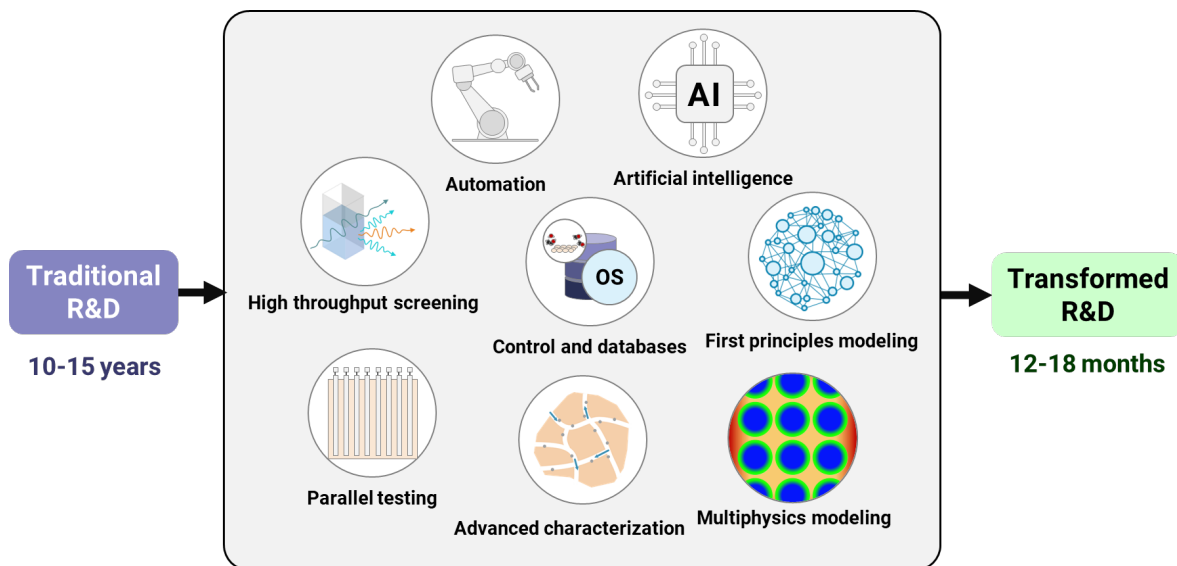 Traditional
R&D
10-15 years
Automation
AI
Artificial intelligence
High throughput screening
OS
Control and databases
First principles modeling
Parallel testing
Advanced characterization
Multiphysics modeling
Transformed
R&D
12-18 months